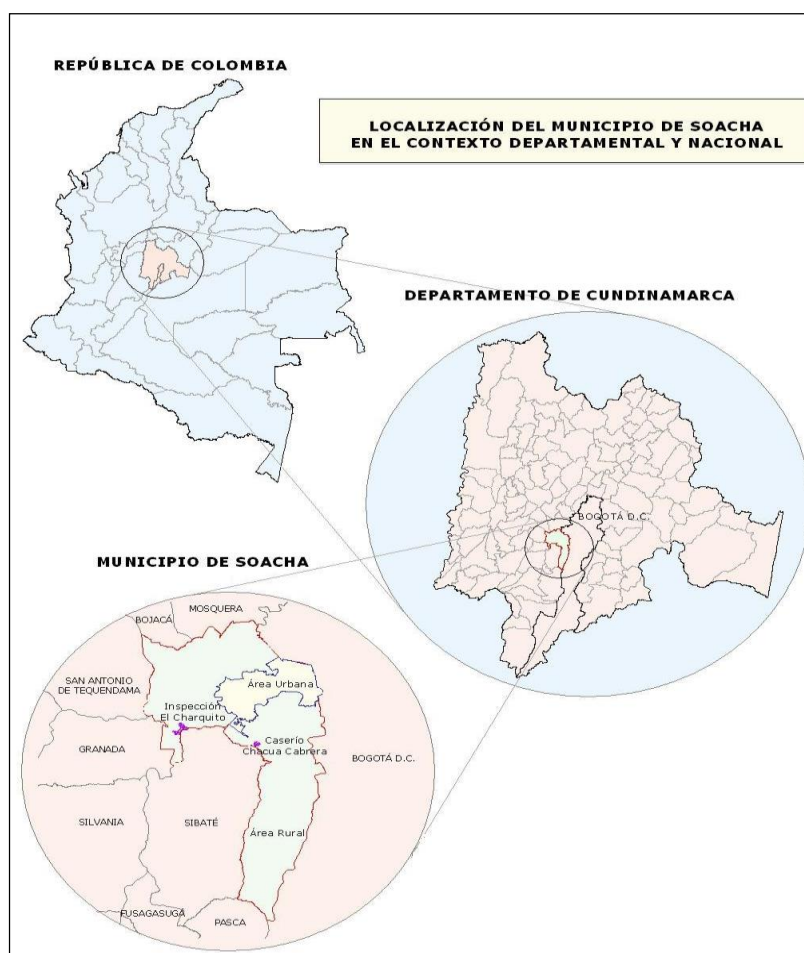 REPÚBLICA DE COLOMBIA
LOCALIZACIÓN DEL MUNICIPIO DE SOACHA
EN EL CONTEXTO DEPARTAMENTAL Y NACIONAL
DEPARTAMENTO DE CUNDINAMARCA
BOGOTÁ D.C.
MUNICIPIO DE SOACHA
MOSQUERA
BOJACÁ
SAN ANTONIO
DE TEQUENDAMA
Área Urbana
Inspección
El Charquito
Caserío
Chacua Cabrera
GRANADA
BOGOTÁ D.C.
SILVANIA
SIBATÉ
Área Rural
FUSAGASUGÁ
PASCA